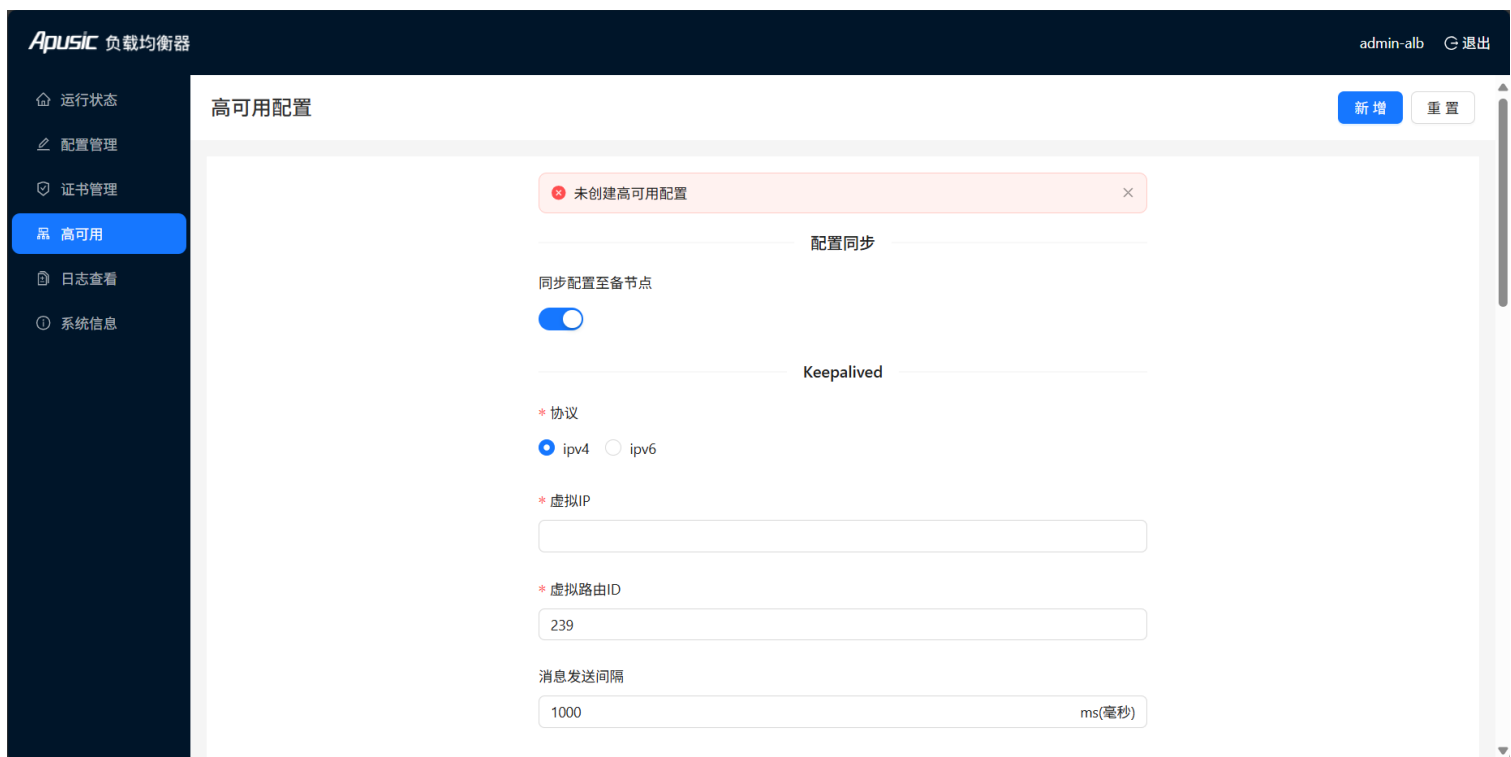 Apusic 负载均衡器
admin-alb 退出
运行状态
配置管理
证书管理
高可用
日志查看
系统信息
高可用配置
新增 重置
未创建高可用配置
配置同步
同步配置至备节点
Keepalived
* 协议
ipv4 ipv6
* 虚拟IP
* 虚拟路由ID
239
消息发送间隔
1000 ms(毫秒)